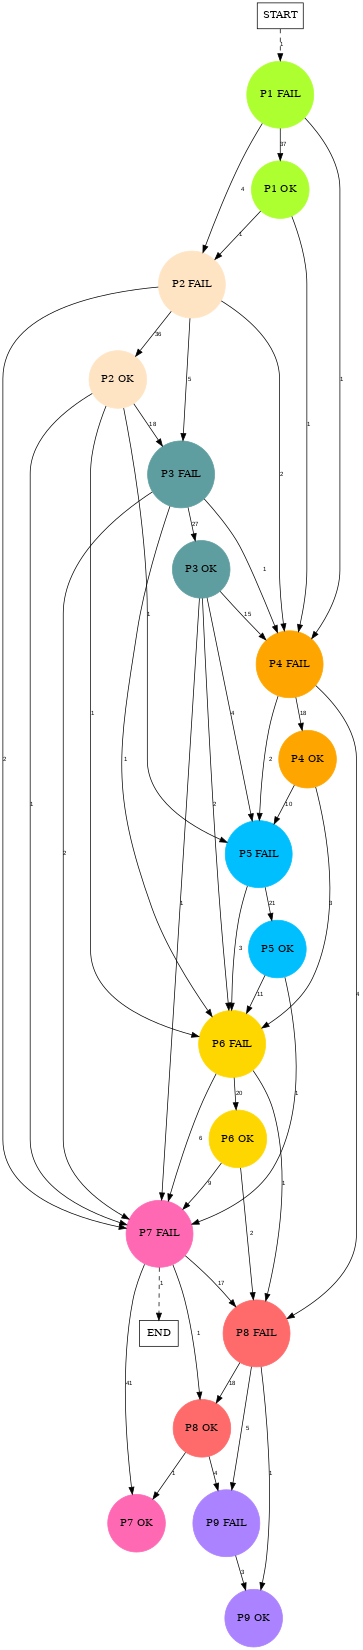 START
1
P1 FAIL
4
37
1
P1 OK
1
1
P2 FAIL
36
5
2
2
P2 OK
18
1
1
1
P3 FAIL
27
1
1
2
P3 OK
15
4
2
1
P4 FAIL
18
2
4
P4 OK
10
3
P5 FAIL
21
3
P5 OK
11
1
P6 FAIL
20
6
1
P6 OK
9
2
P7 FAIL
17
1
1
41
P8 FAIL
END
18
5
1
P8 OK
1
4
P7 OK
P9 FAIL
3
P9 OK